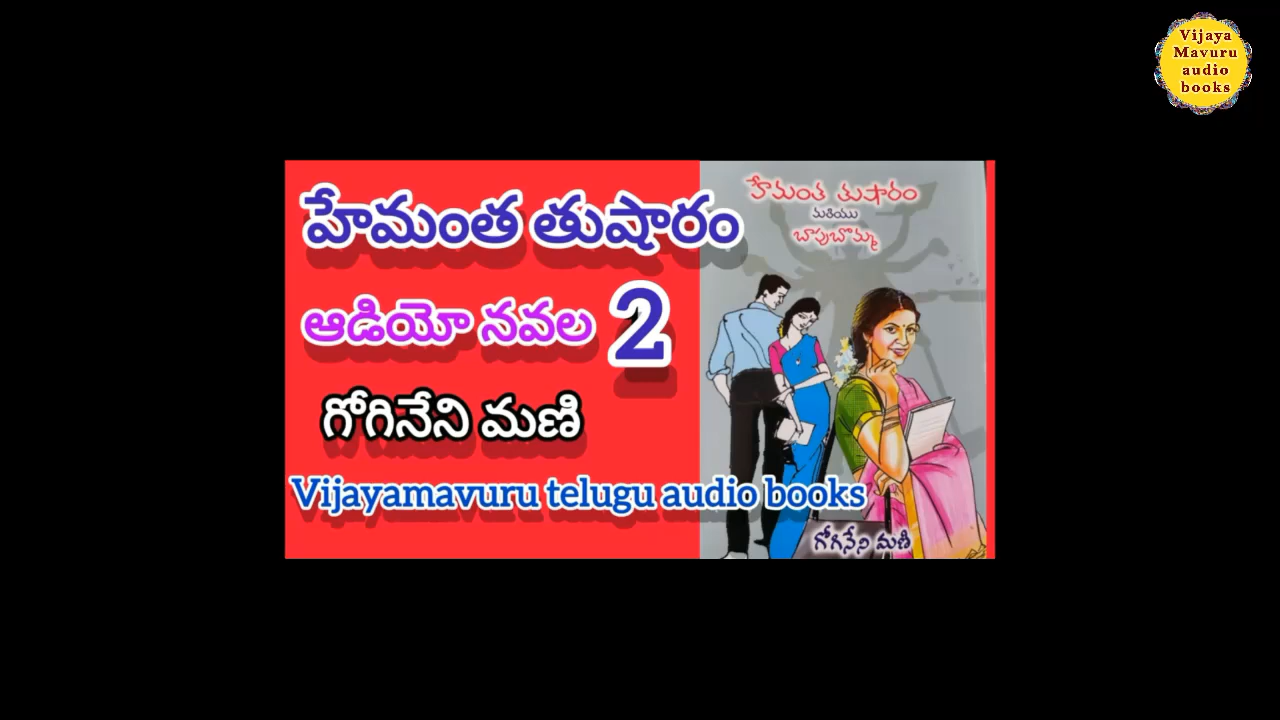 Vijaya
Mavuru
audio
books
హేమంత తుషారం
ఆడియో నవల 2
గోగినేని మణి
Vijayamavuru telugu audio books
హేమంత తుషారం
మరియు
బాపుబొమ్మ
గోగినేని మణి